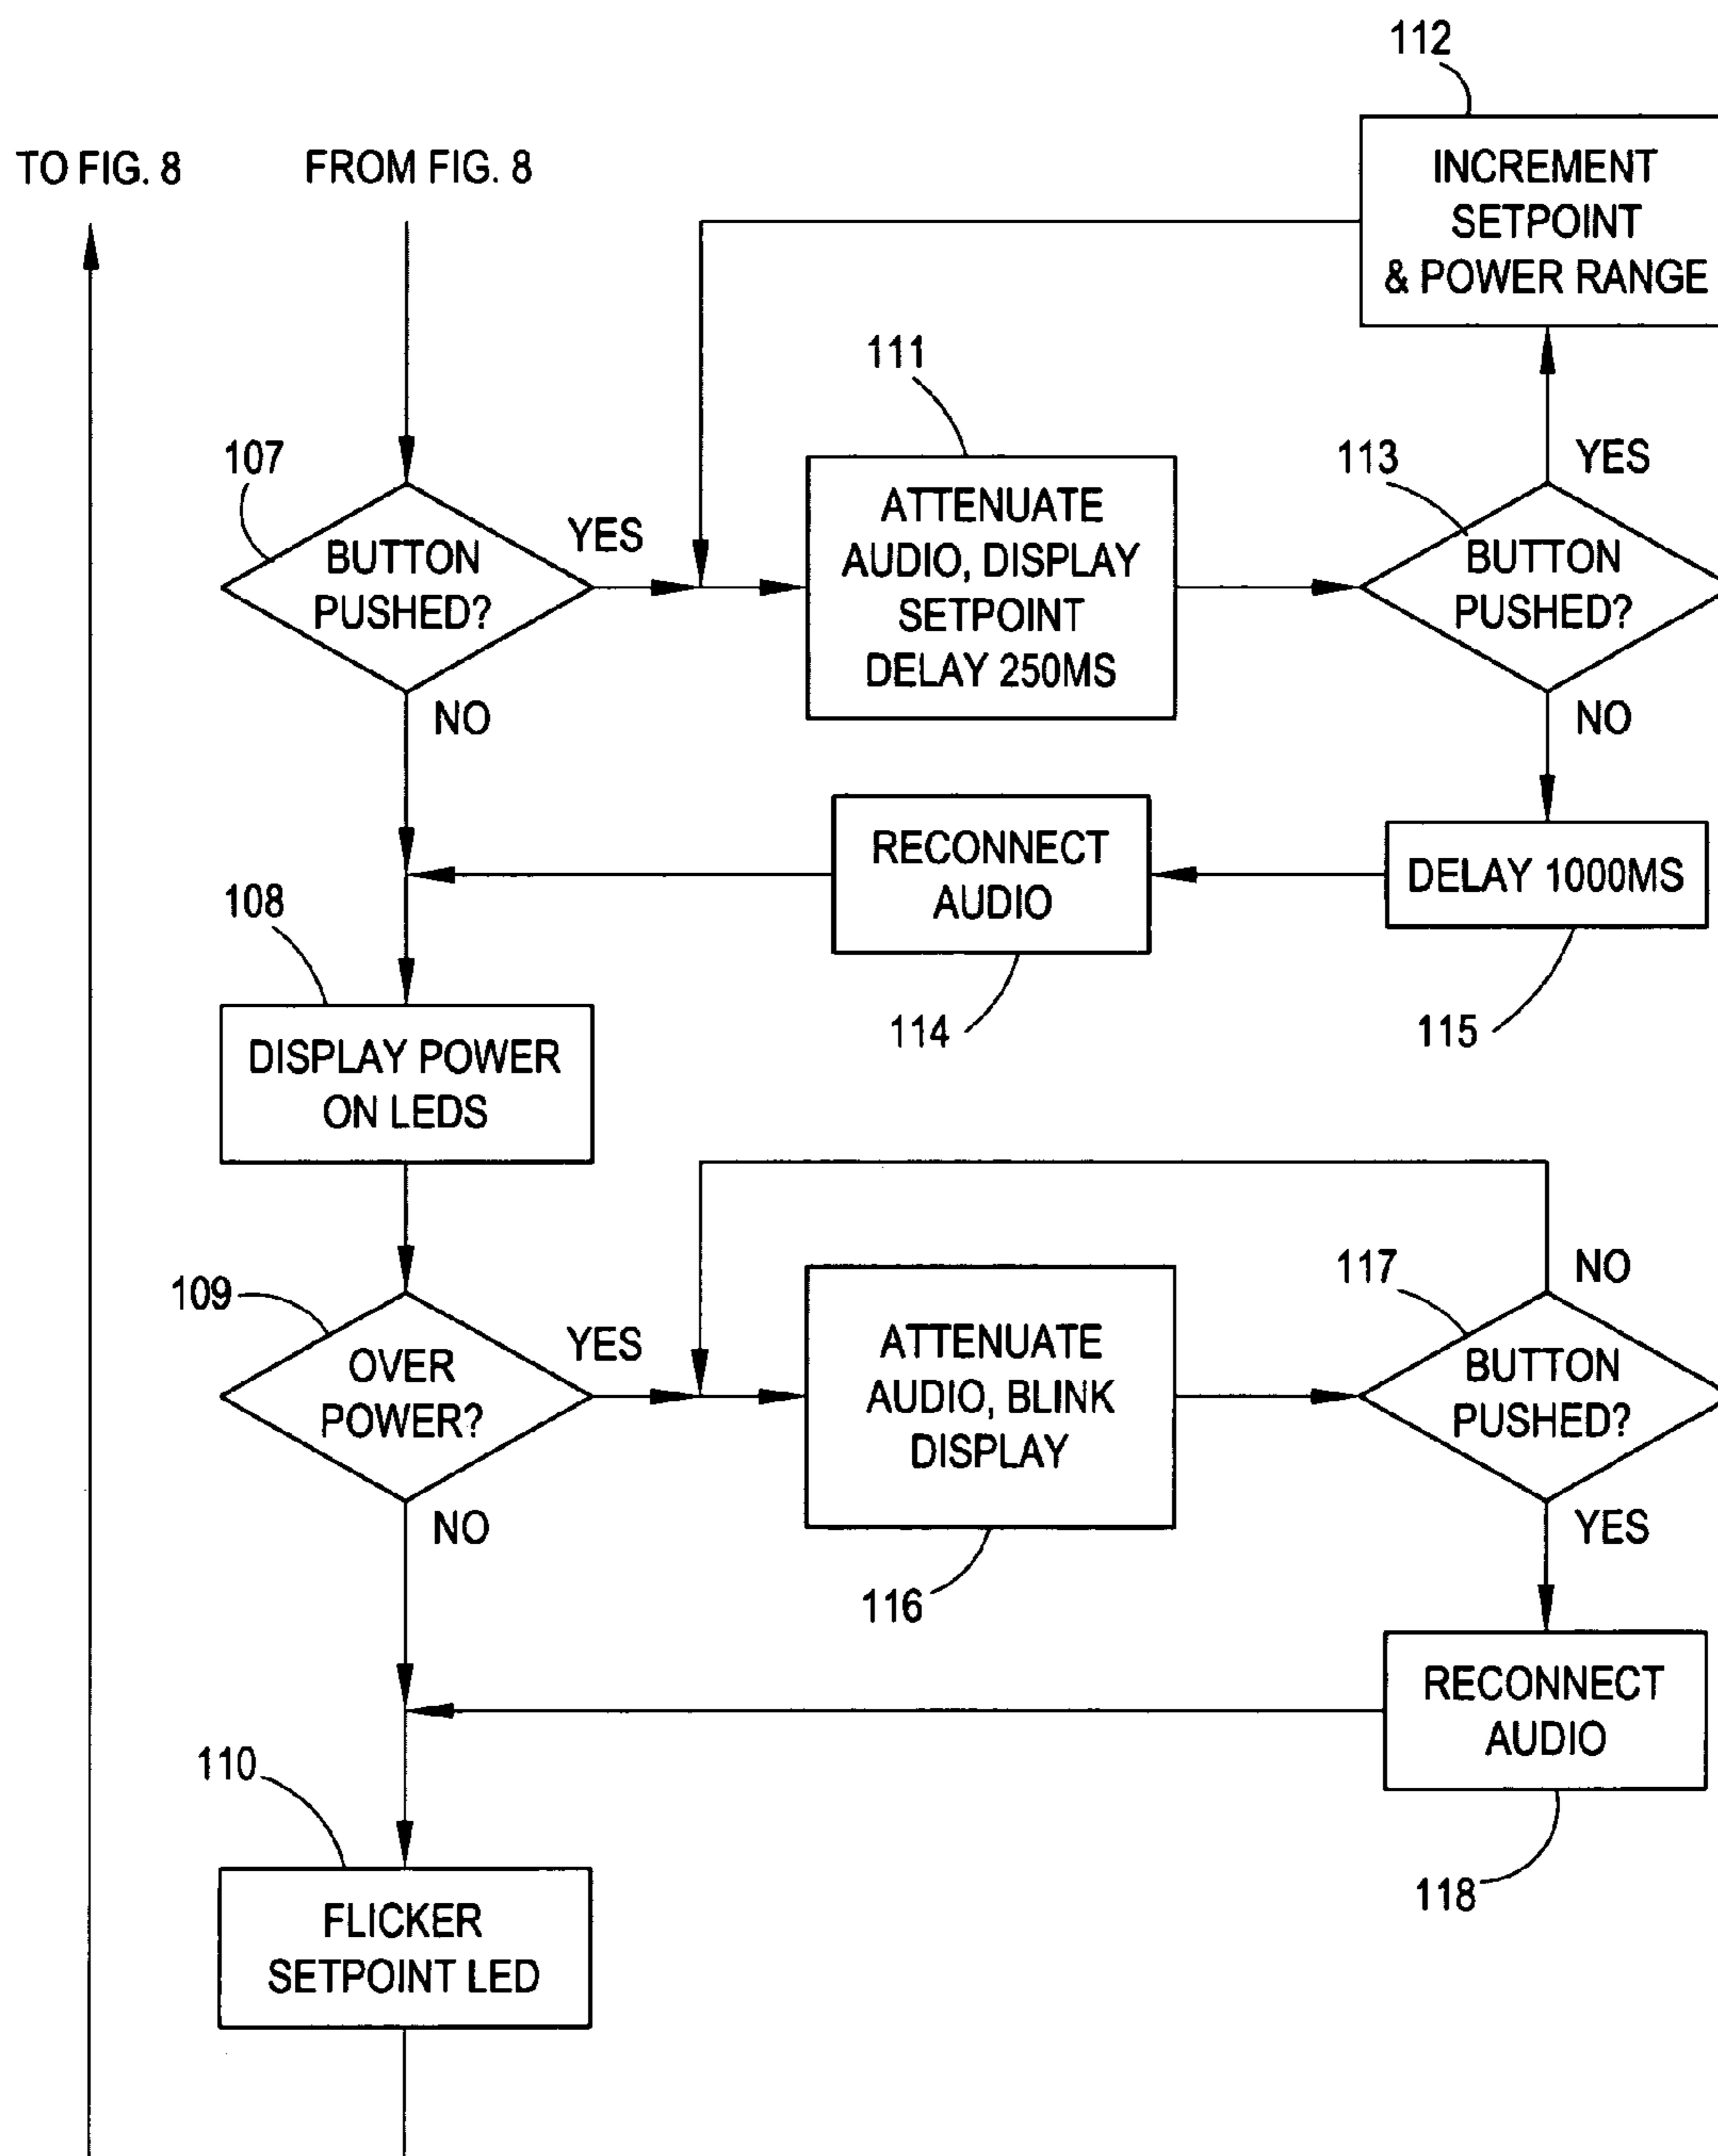 112
TO FIG. 8
FROM FIG. 8
INCREMENT
SETPOINT
& POWER RANGE
111
107
113
YES
BUTTON
PUSHED?
YES
ATTENUATE
AUDIO, DISPLAY
SETPOINT
DELAY 250MS
BUTTON
PUSHED?
NO
NO
RECONNECT
AUDIO
DELAY 1000MS
108
114
115
DISPLAY POWER
ON LEDS
109
117
NO
OVER
POWER?
YES
ATTENUATE
AUDIO, BLINK
DISPLAY
BUTTON
PUSHED?
NO
YES
116
RECONNECT
AUDIO
110
118
FLICKER
SETPOINT LED